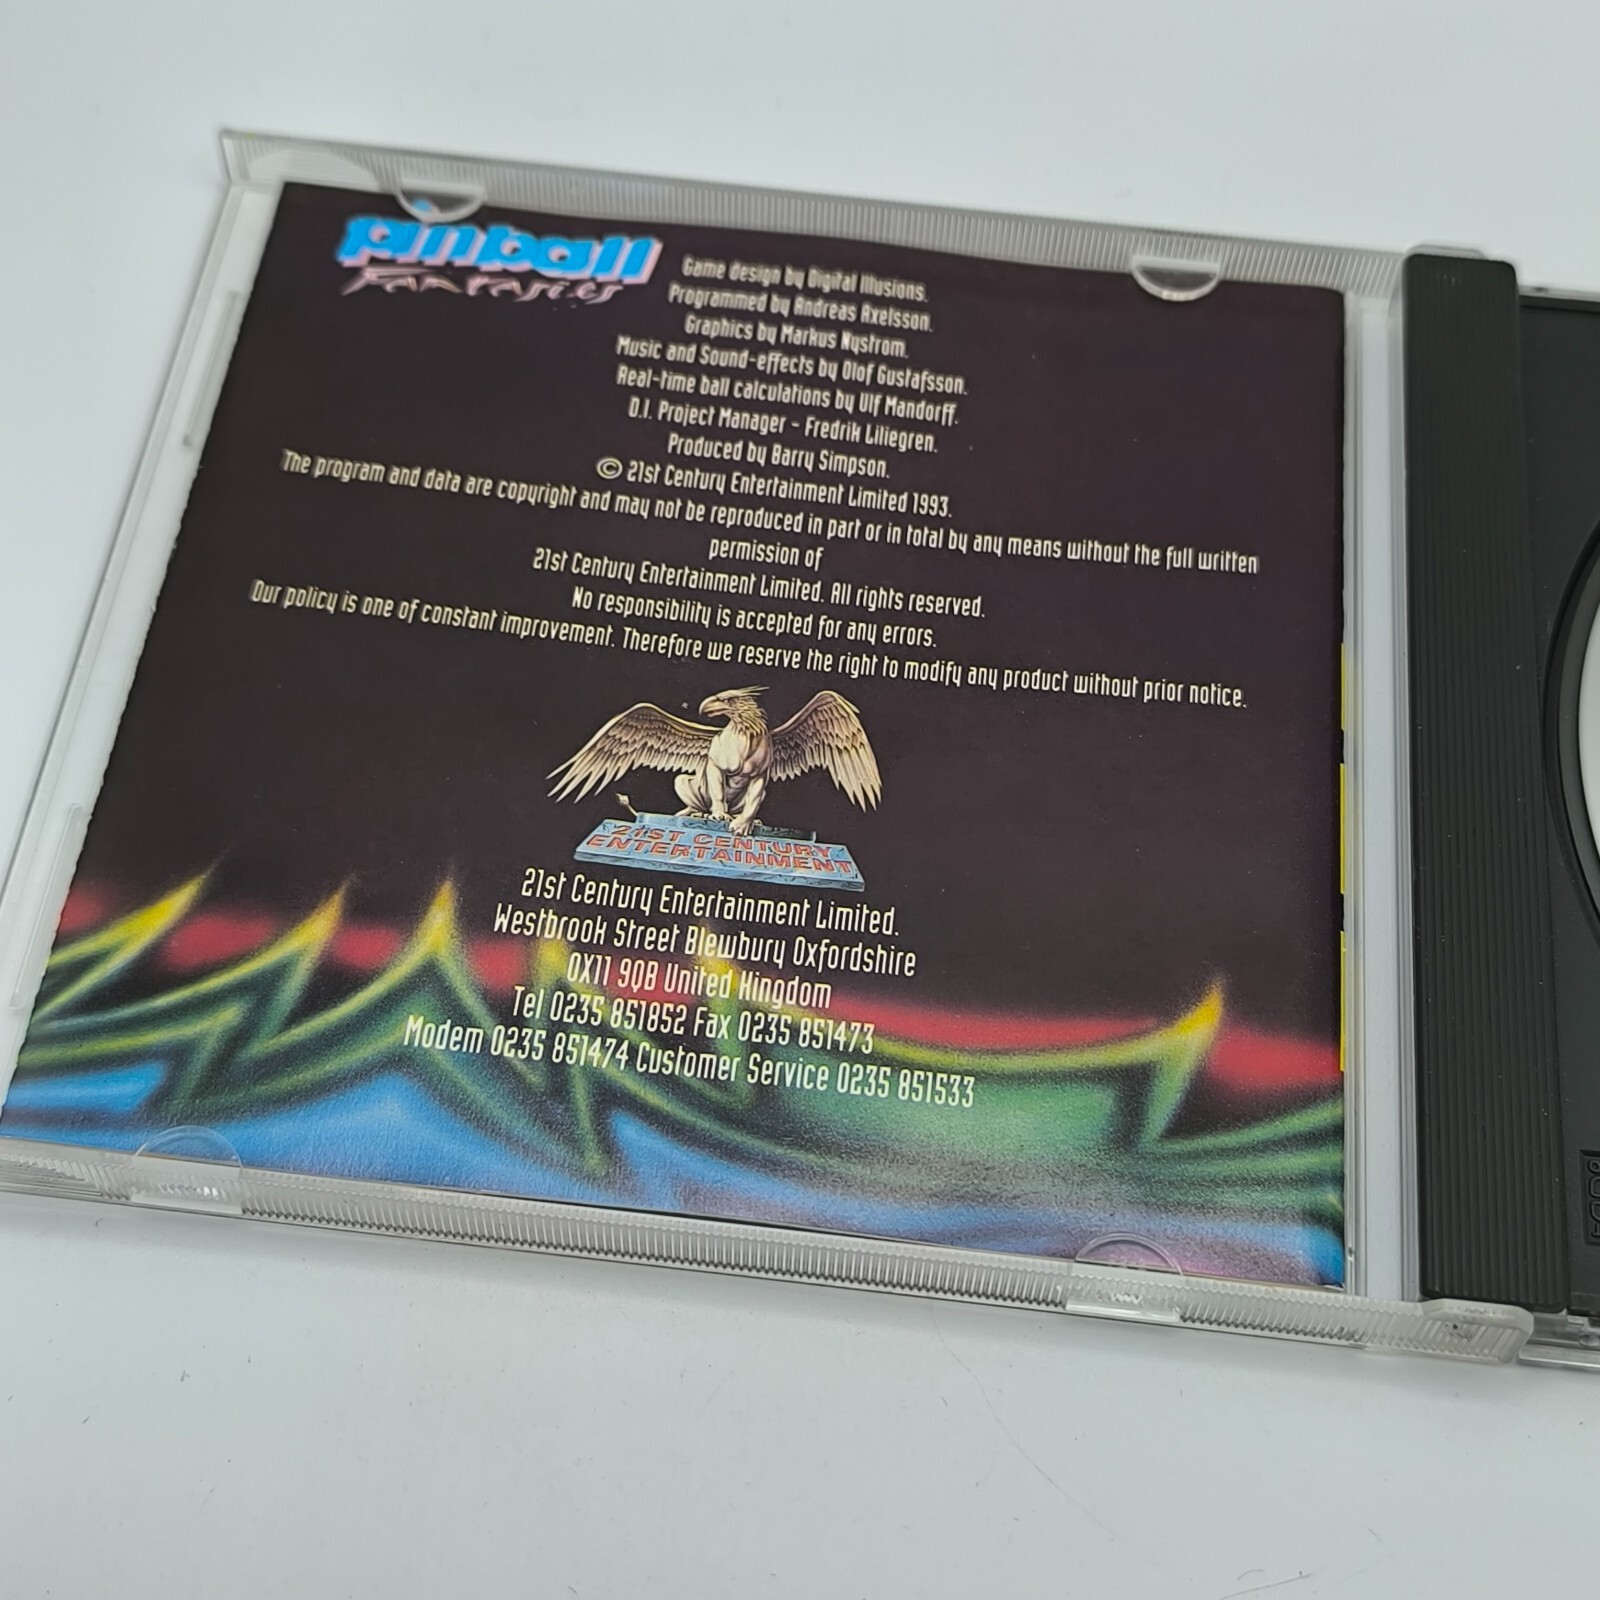 pinball
Fantasies
Game design by Digital Illusions.
Programmed by Andreas Axelsson.
Graphics by Markus Nystrom.
Music and Sound-effects by Olof Gustafsson.
Real-time ball calculations by Ulf Mandorff.
D.I. Project Manager - Fredrik Liliegren.
Produced by Barry Simpson.
© 21st Century Entertainment Limited 1993.
The program and data are copyright and may not be reproduced in part or in total by any means without the full written
permission of
21st Century Entertainment Limited. All rights reserved.
No responsibility is accepted for any errors.
Our policy is one of constant improvement. Therefore we reserve the right to modify any product without prior notice.
21ST CENTURY
ENTERTAINMENT
21st Century Entertainment Limited.
Westbrook Street Blewbury Oxfordshire
OX11 9QB United Kingdom
Tel 0235 851852 Fax 0235 851473
Modem 0235 851474 Customer Service 0235 851533